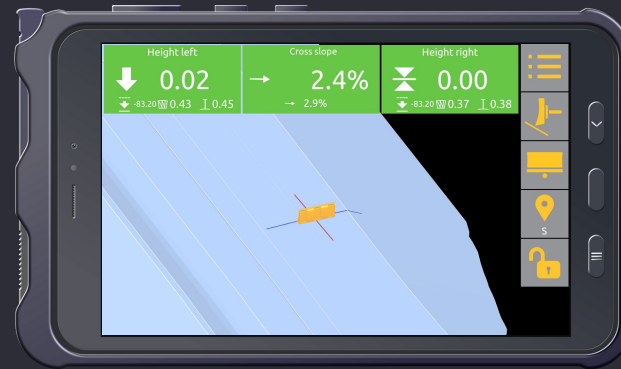 Height left
0.02
-83.20 0.43 0.45
Cross slope
2.4%
2.9%
Height right
0.00
-83.20 0.37 0.38
S